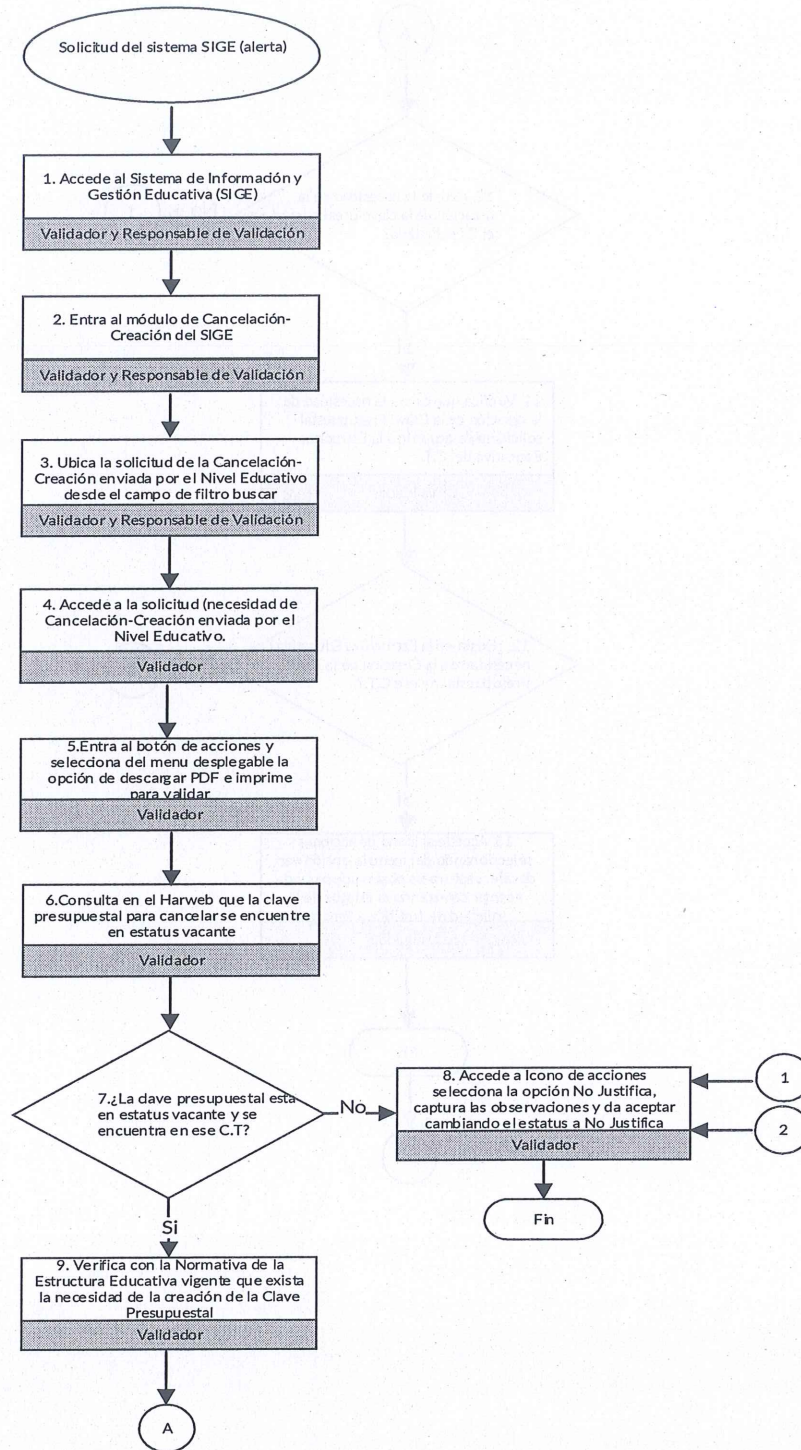 Solicitud del sistema SIGE (alerta)
1. Accede al Sistema de Información y
Gestión Educativa (SIGE)
Validador y Responsable de Validación
2. Entra al módulo de Cancelación-
Creación del SIGE
Validador y Responsable de Validación
3. Ubica la solicitud de la Cancelación-
Creación enviada por el Nivel Educativo
desde el campo de filtro buscar
Validador y Responsable de Validación
4. Accede a la solicitud (necesidad de
Cancelación-Creación enviada por el
Nivel Educativo.
Validador
5.Entra al botón de acciones y
selecciona del menu desplegable la
opción de descargar PDF e imprime
para validar
Validador
6.Consulta en el Harweb que la clave
presupuestal para cancelar se encuentre
en estatus vacante
Validador
7.¿La clave presupuestal esta
en estatus vacante y se
encuentra en ese C.T?
No
8. Accede a Icono de acciones
selecciona la opción No Justifica,
captura las observaciones y da aceptar
cambiando el estatus a No Justifica
Validador
1
2
Fin
Si
9. Verifica con la Normativa de la
Estructura Educativa vigente que exista
la necesidad de la creación de la Clave
Presupuestal
Validador
A